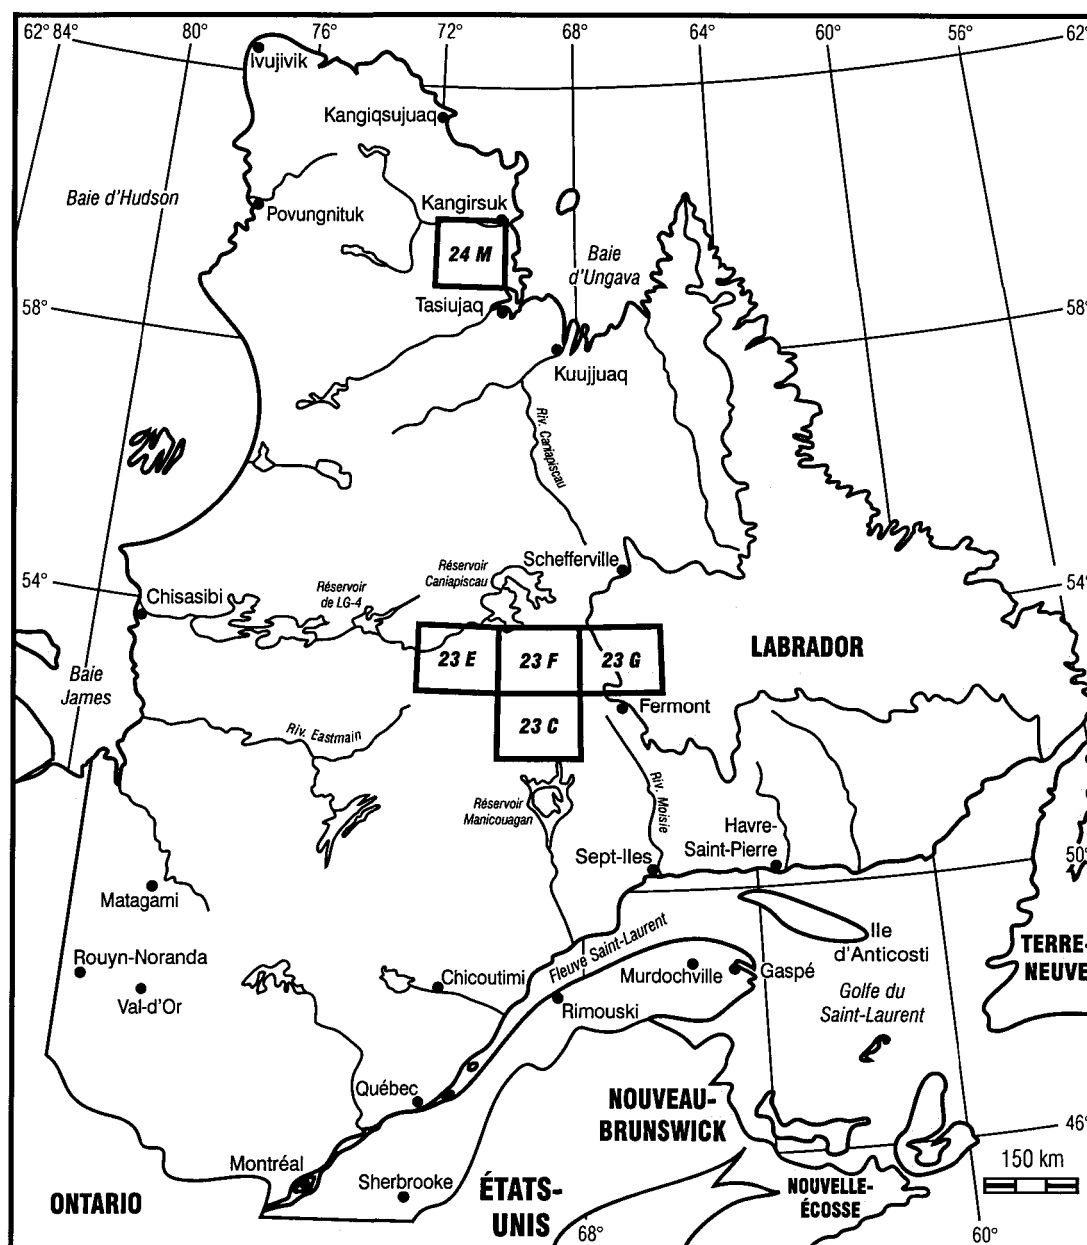 62° 84° 80° 76° 72° 68° 64° 60° 56° 62°
Ivujivik
Kangiqsujuaq
Baie d'Hudson
Povungnituk
Kangirsuk
24 M
Baie
d'Ungava
Tasiujaq
58°
58°
Kuujjuaq
Riv. Caniapiscau
Schefferville
Réservoir
Caniapiscau
54°
54°
Chisasibi
Réservoir
de LG-4
23 E
23 F
23 G
LABRADOR
Baie
James
23 C
Fermont
Riv. Eastmain
Réservoir
Manicouagan
Riv. Moisie
Havre-
Saint-Pierre
Sept-Iles
50°
Matagami
Ile
d'Anticosti
TERRE-
NEUVE
Rouyn-Noranda
Val-d'Or
Chicoutimi
Fleuve Saint-Laurent
Murdochville
Gaspé
Rimouski
Golfe du
Saint-Laurent
Québec
NOUVEAU-
BRUNSWICK
46°
Montréal
Sherbrooke
150 km
ONTARIO
ÉTATS-
UNIS
NOUVELLE-
ÉCOSSE
68°
60°